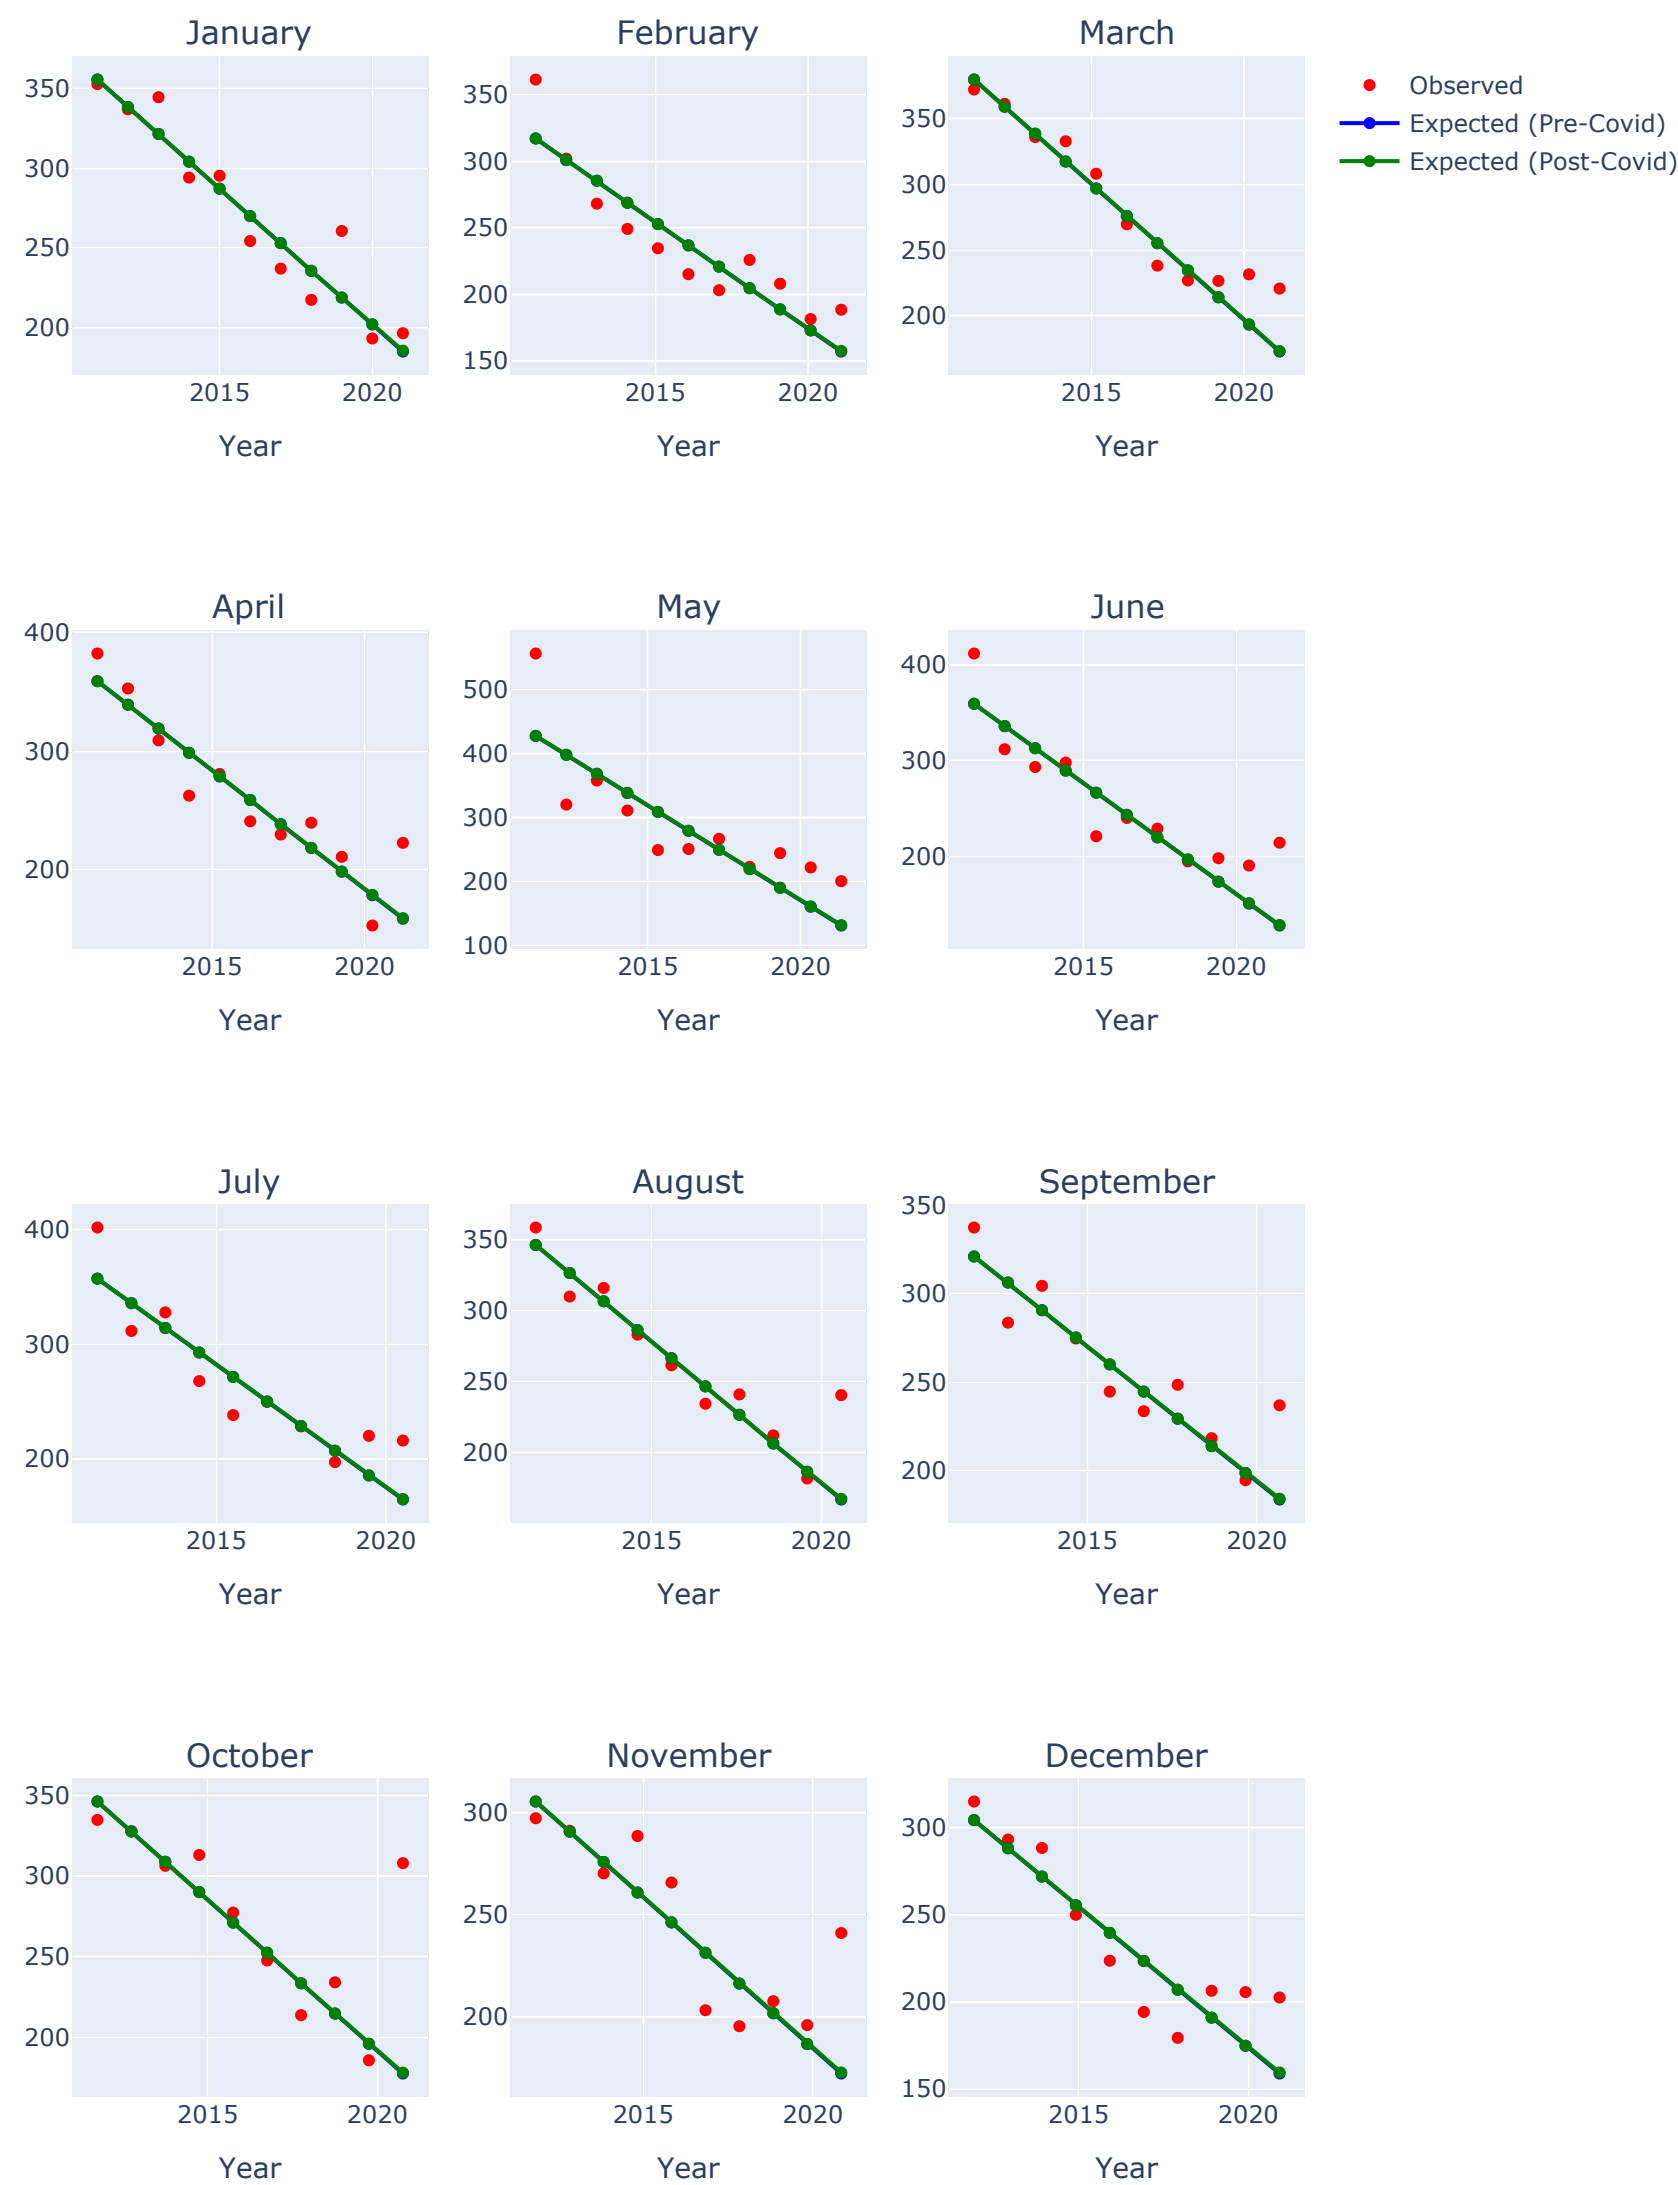 January February March
Observed
Expected (Pre-Covid)
Expected (Post-Covid)
350 350 350
300 300 300
250 250 250
200 200 200
150
2015 2020 2015 2020 2015 2020
Year Year Year
April May June
400 500 400
300 400 300
200 300 200
200
100
2015 2020 2015 2020 2015 2020
Year Year Year
July August September
400 350 350
300 300 300
200 250 250
200 200
2015 2020 2015 2020 2015 2020
Year Year Year
October November December
350 300 300
300 250 250
250 200 200
200 150
2015 2020 2015 2020 2015 2020
Year Year Year